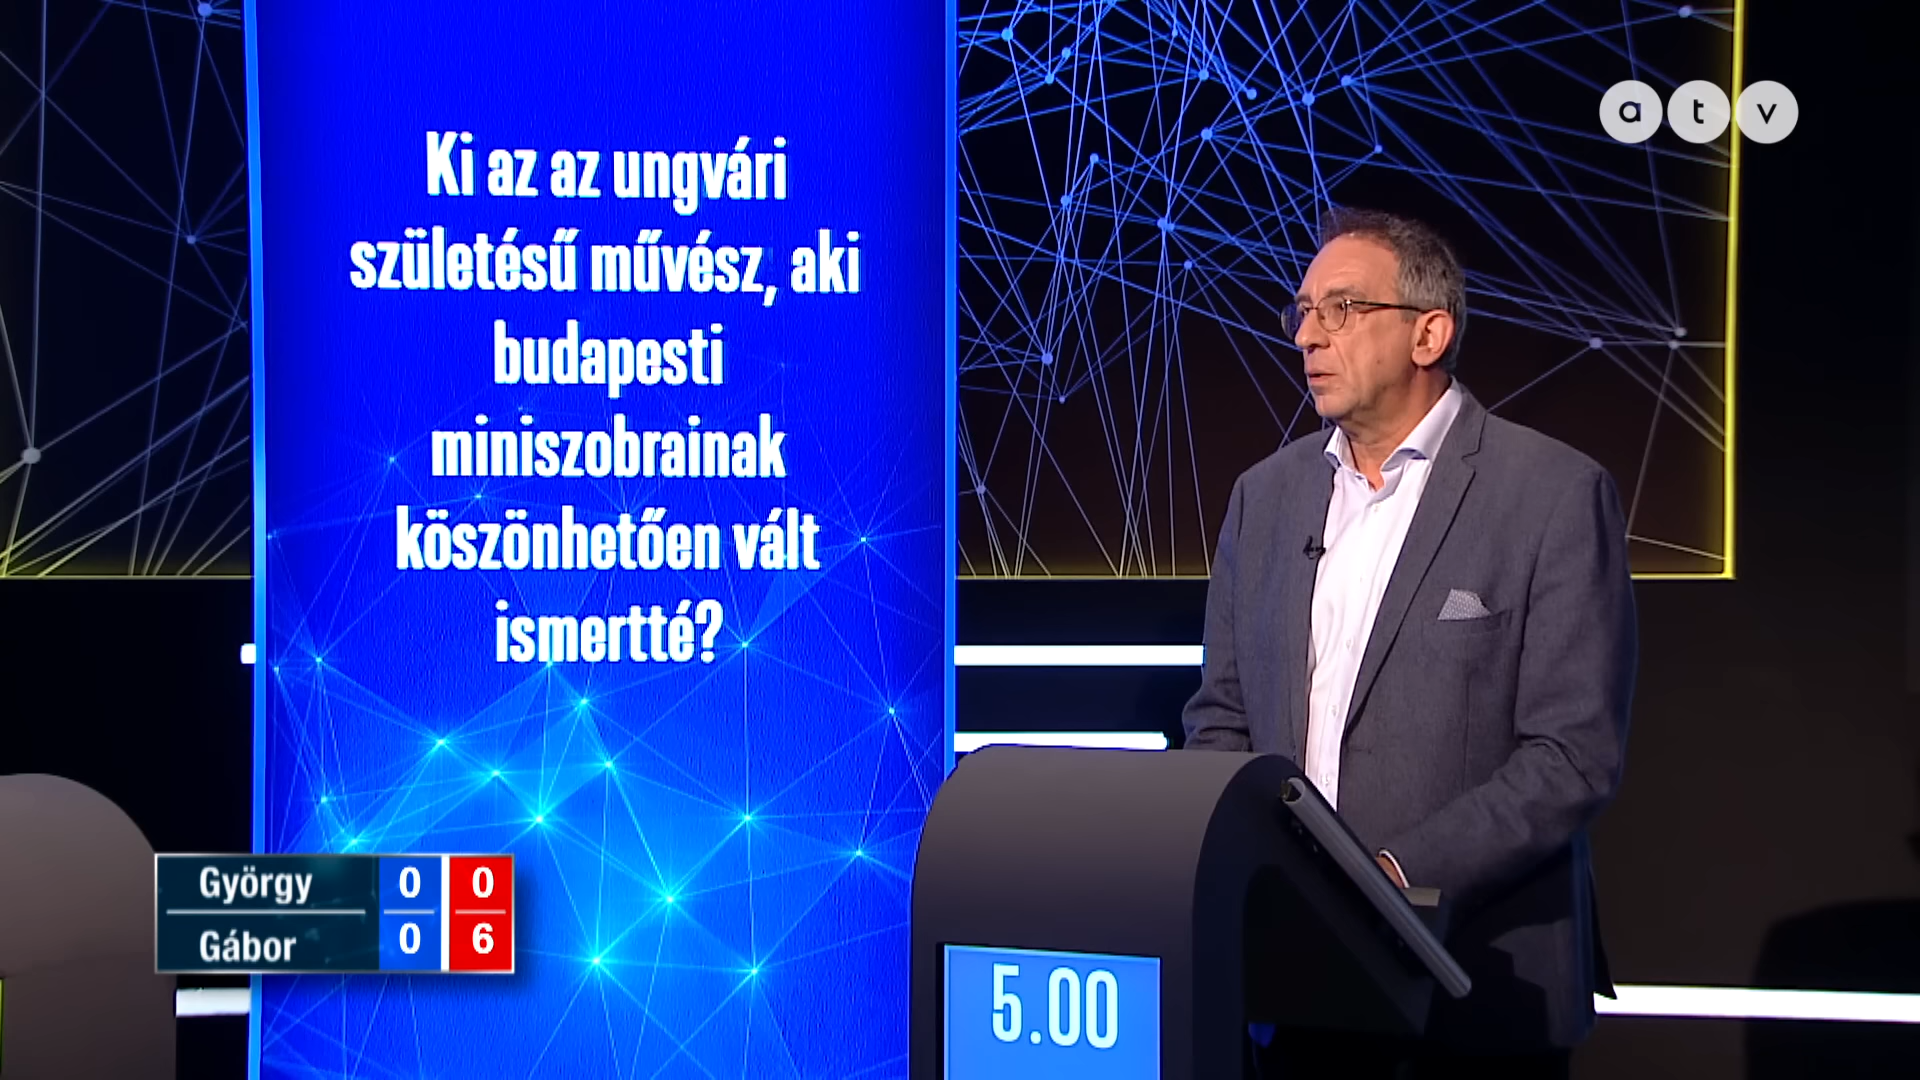 Ki az az ungvári
születésű művész, aki
budapesti
miniszobrainak
köszönhetően vált
ismertté?
atv
György 0 0
Gábor 0 6
5.00